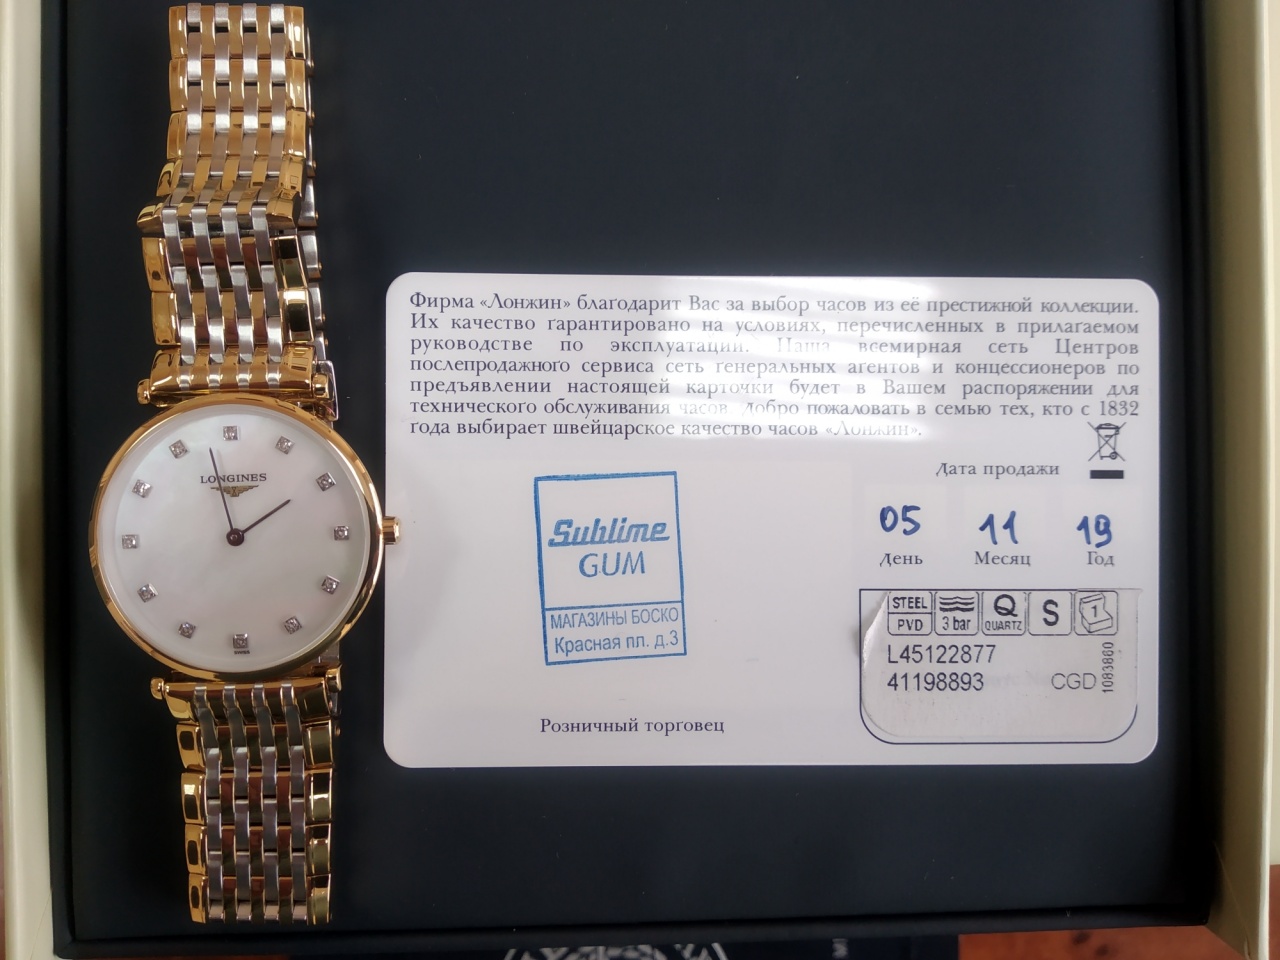 LONGINES
Фирма «Лонжин» благодарит Вас за выбор часов из её престижной коллекции.
Их качество гарантировано на условиях, перечисленных в прилагаемом
руководстве по эксплуатации. Наша всемирная сеть Центров
послепродажного сервиса сеть генеральных агентов и концессионеров по
предъявлении настоящей карточки будет в Вашем распоряжении для
технического обслуживания часов. Добро пожаловать в семью тех, кто с 1832
года выбирает швейцарское качество часов «Лонжин».
Дата продажи
05 11 19
День Месяц Год
Sublime
GUM
МАГАЗИНЫ БОСКО
Красная пл. д.3
Розничный торговец
STEEL PVD 3 bar Q QUARTZ S 1
L45122877
41198893 CGD
1083860